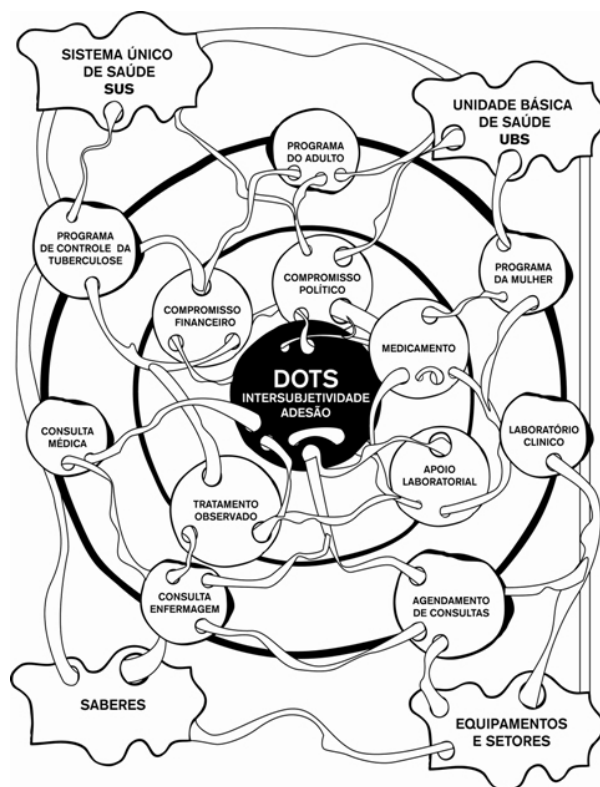 SISTEMA ÚNICO
DE SAÚDE
SUS
UNIDADE BÁSICA
DE SAÚDE
UBS
PROGRAMA
DO ADULTO
PROGRAMA
DE CONTROLE DA
TUBERCULOSE
COMPROMISSO
POLÍTICO
PROGRAMA
DA MULHER
COMPROMISSO
FINANCEIRO
MEDICAMENTO
DOTS
INTERSUBJETIVIDADE
ADESÃO
CONSULTA
MÉDICA
LABORATÓRIO
CLINICO
APOIO
LABORATORIAL
TRATAMENTO
OBSERVADO
CONSULTA
ENFERMAGEM
AGENDAMENTO
DE CONSULTAS
SABERES
EQUIPAMENTOS
E SETORES